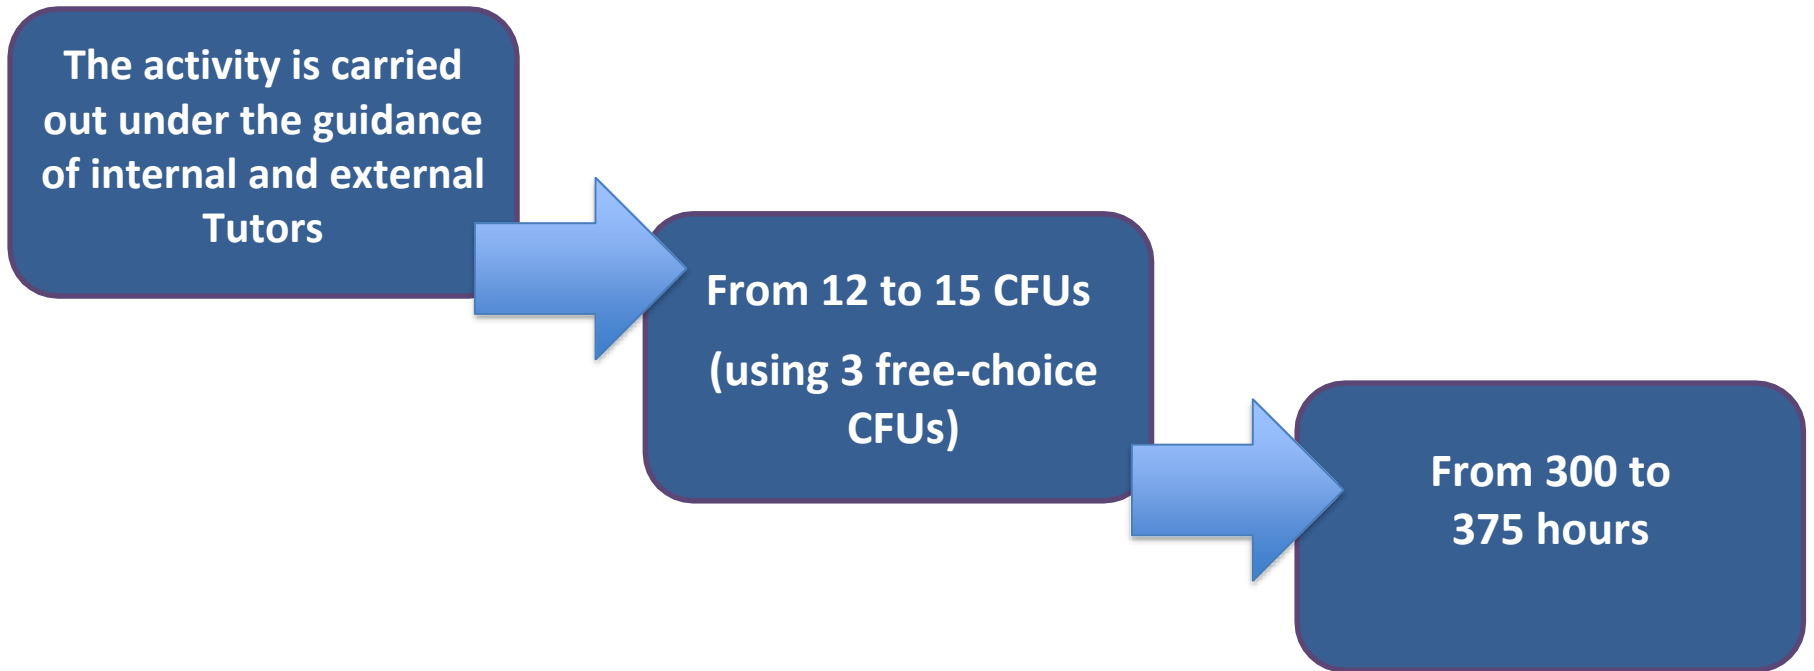 The activity is carried
out under the guidance
of internal and external
Tutors
From 12 to 15 CFUs
(using 3 free-choice
CFUs)
From 300 to
375 hours